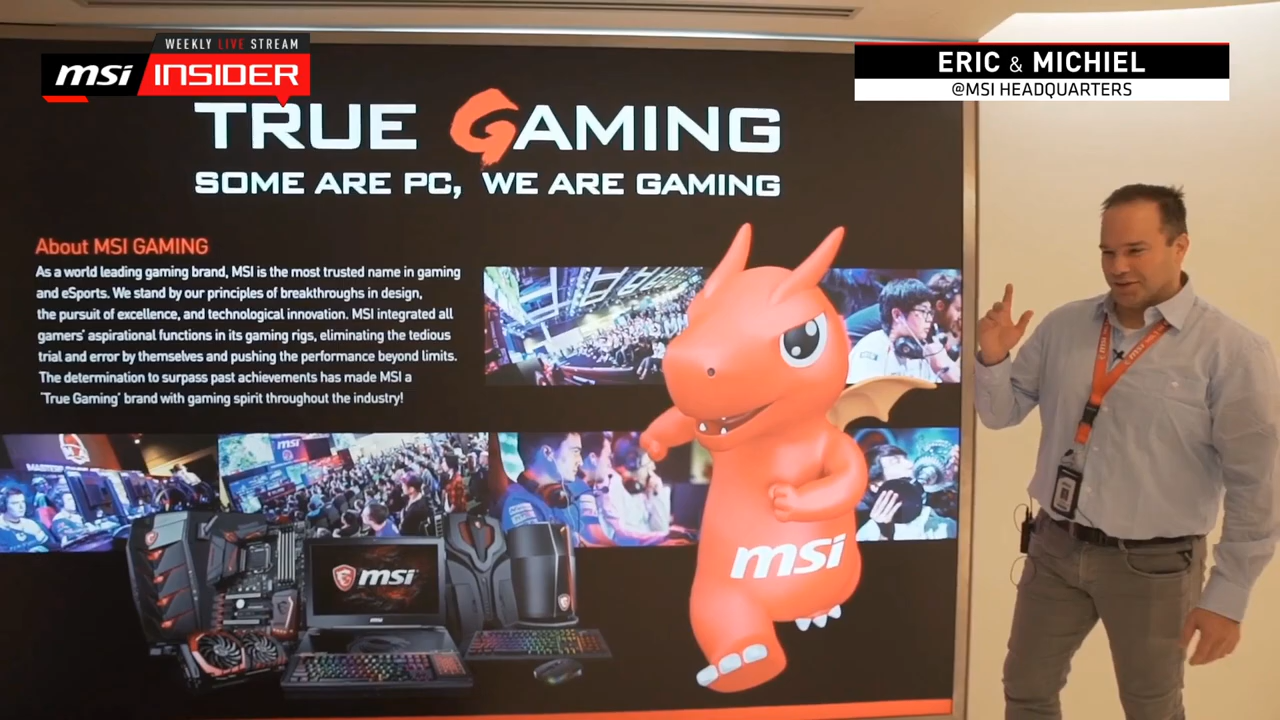 WEEKLY LIVE STREAM
msi INSIDER
ERIC & MICHIEL
@MSI HEADQUARTERS
TRUE GAMING
SOME ARE PC, WE ARE GAMING
About MSI GAMING
As a world leading gaming brand, MSI is the most trusted name in gaming
and eSports. We stand by our principles of breakthroughs in design,
the pursuit of excellence, and technological innovation. MSI integrated all
gamers' aspirational functions in its gaming rigs, eliminating the tedious
trial and error by themselves and pushing the performance beyond limits.
The determination to surpass past achievements has made MSI a
'True Gaming' brand with gaming spirit throughout the industry!
msi
msi
msi